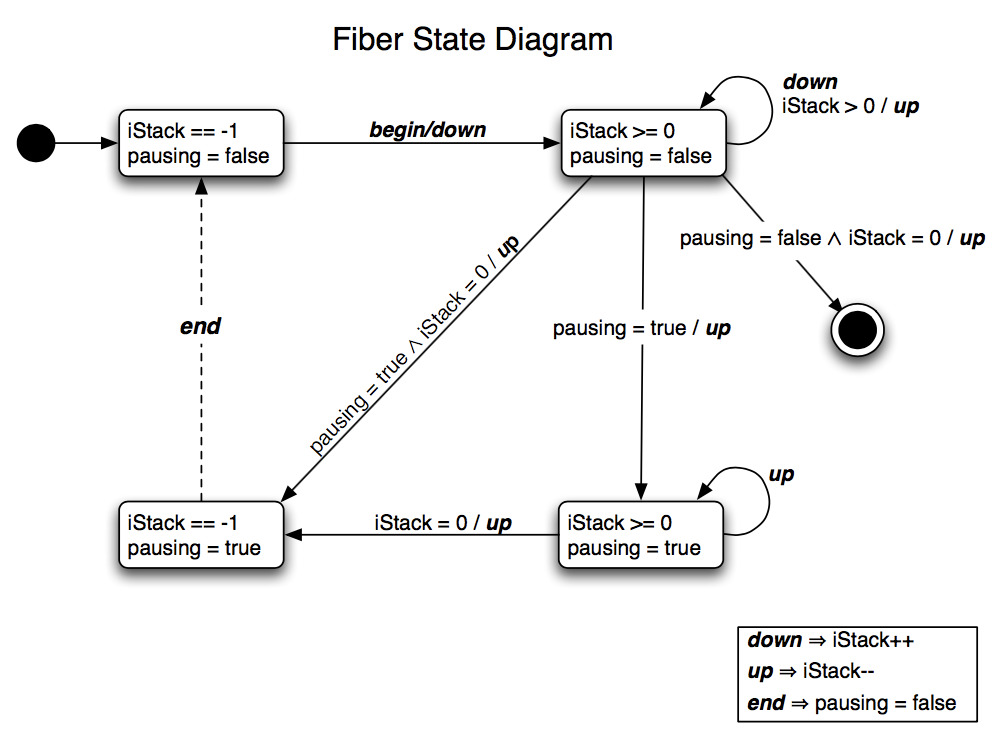 Fiber State Diagram
down
iStack > 0 / up
iStack == -1
pausing = false
begin/down
iStack >= 0
pausing = false
pausing = false ∧ iStack = 0 / up
pausing = true ∧ iStack = 0 / up
end
pausing = true / up
up
iStack == -1
pausing = true
iStack = 0 / up
iStack >= 0
pausing = true
down ⇒ iStack++
up ⇒ iStack--
end ⇒ pausing = false